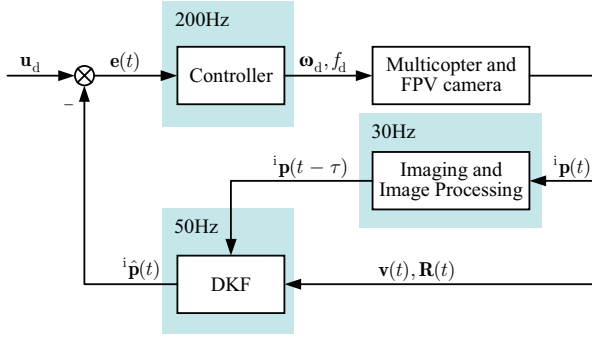 200Hz
u_d
e(t)
Controller
ω_d, f_d
Multicopter and
FPV camera
−
30Hz
ⁱp(t − τ)
Imaging and
Image Processing
ⁱp(t)
50Hz
ⁱp̂(t)
DKF
v(t), R(t)